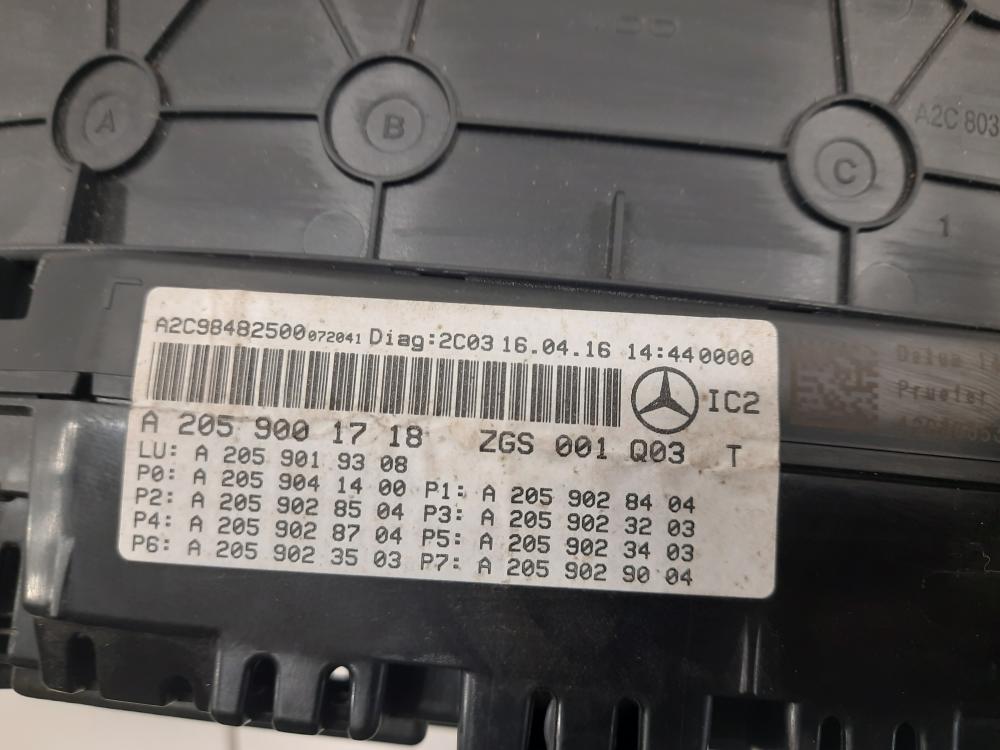 A
B
C
A2C 803
1
A2C98482500072041 Diag:2C03 16.04.16 14:440000
IC2
A 205 900 17 18 ZGS 001 Q03 T
LU: A 205 901 93 08
P0: A 205 904 14 00 P1: A 205 902 84 04
P2: A 205 902 85 04 P3: A 205 902 32 03
P4: A 205 902 87 04 P5: A 205 902 34 03
P6: A 205 902 35 03 P7: A 205 902 90 04
Datum
Pruefer